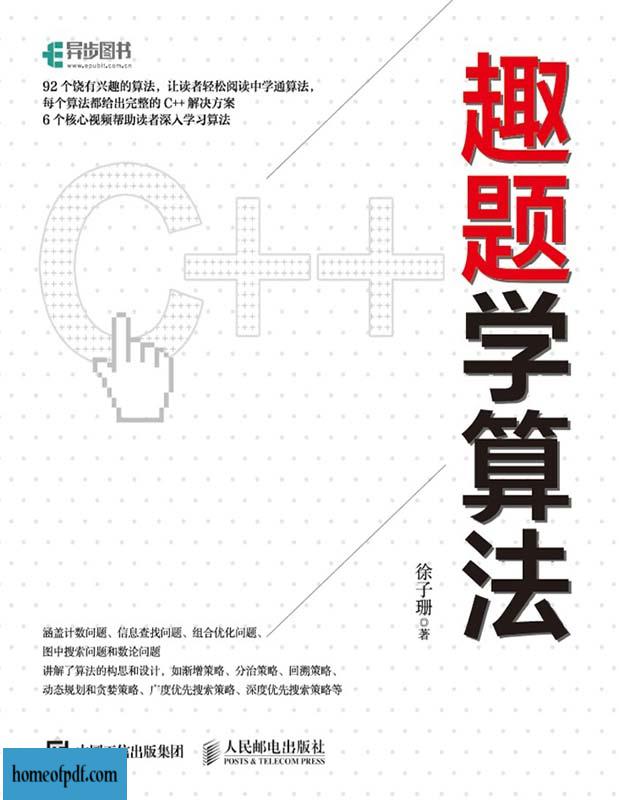 异步图书
www.epubit.com.cn
92 个饶有兴趣的算法，让读者轻松阅读中学通算法，
每个算法都给出完整的 C++ 解决方案
6 个核心视频帮助读者深入学习算法
C++
趣题学算法
徐子珊◎著
涵盖计数问题、信息查找问题、组合优化问题、
图中搜索问题和数论问题
讲解了算法的构思和设计，如渐增策略、分治策略、回溯策略、
动态规划和贪婪策略、广度优先搜索策略、深度优先搜索策略等
信出版集团
人民邮电出版社
POSTS & TELECOM PRESS
homeofpdf.com